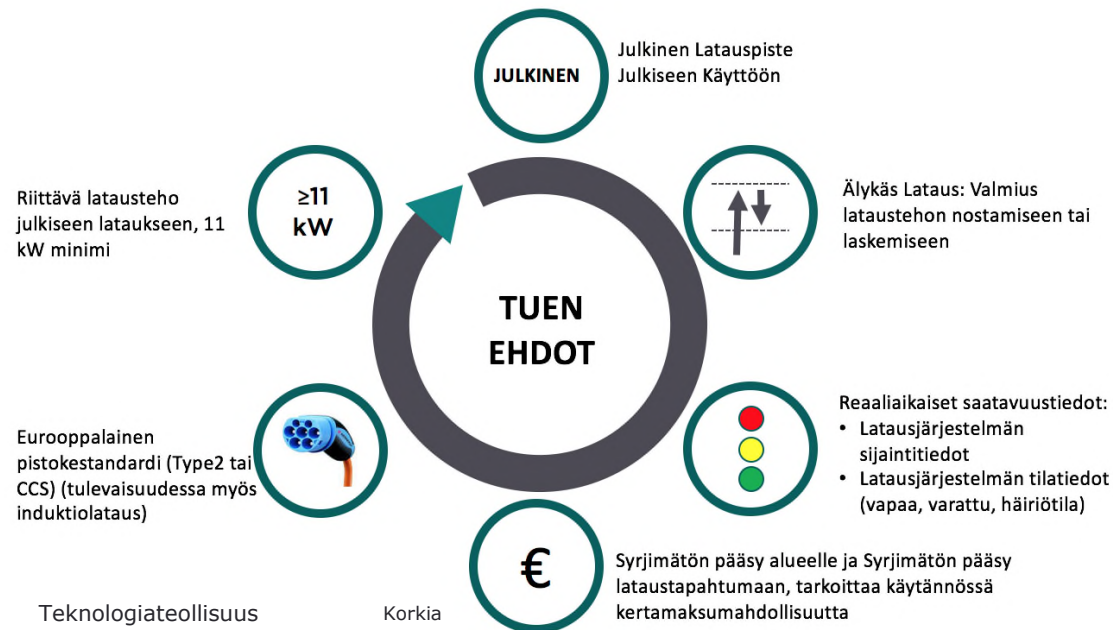 JULKINEN
Julkinen Latauspiste
Julkiseen Käyttöön
Älykäs Lataus: Valmius
lataustehon nostamiseen tai
laskemiseen
Reaaliaikaiset saatavuustiedot:
• Latausjärjestelmän
sijaintitiedot
• Latausjärjestelmän tilatiedot
(vapaa, varattu, häiriötila)
€
Syrjimätön pääsy alueelle ja Syrjimätön pääsy
lataustapahtumaan, tarkoittaa käytännössä
kertamaksumahdollisuutta
Eurooppalainen
pistokestandardi (Type2 tai
CCS) (tulevaisuudessa myös
induktiolataus)
Riittävä latausteho
julkiseen lataukseen, 11
kW minimi
≥11
kW
TUEN
EHDOT
Teknologiateollisuus
Korkia